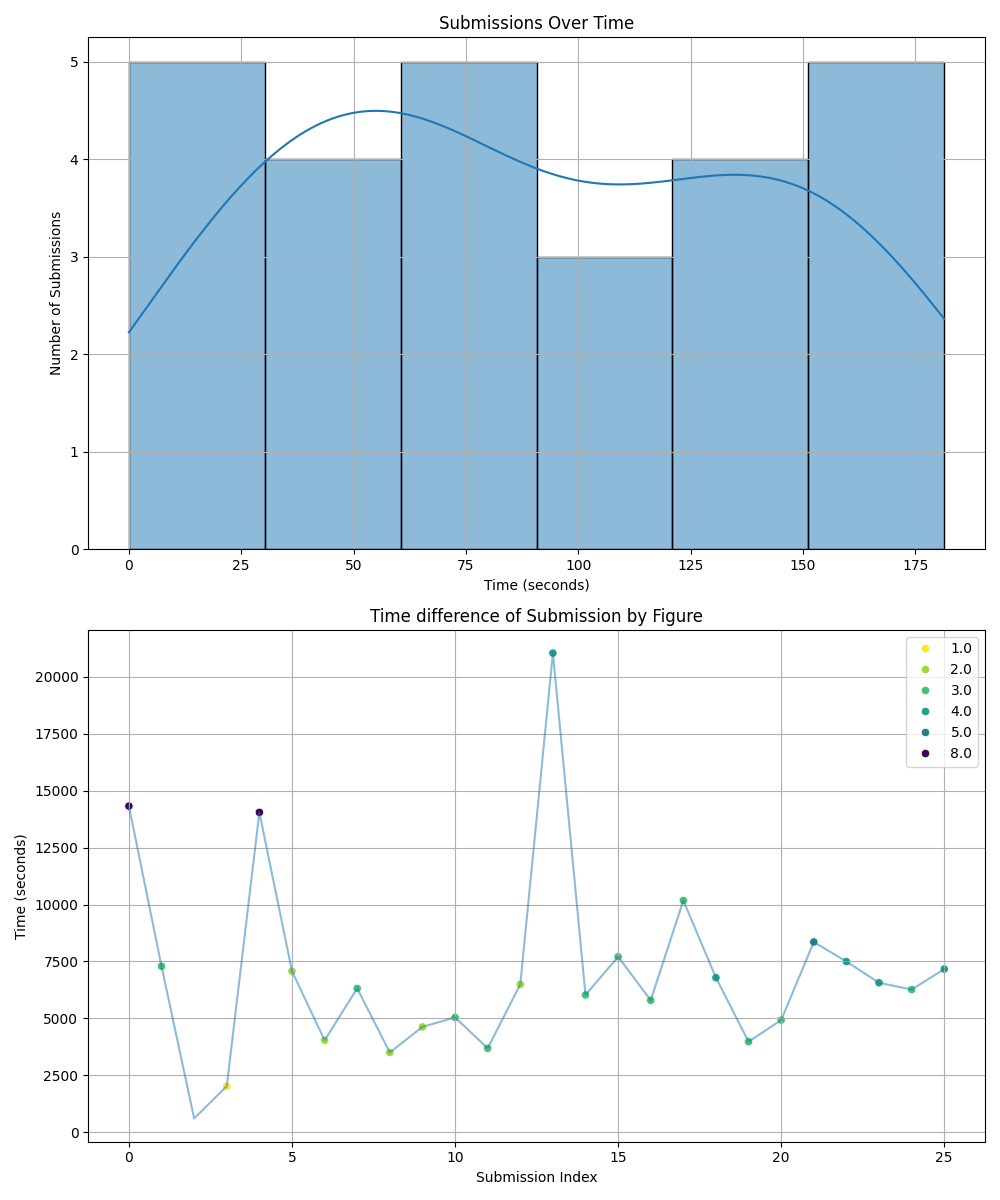 Submissions Over Time
5
4
3
2
1
0
Number of Submissions
0 25 50 75 100 125 150 175
Time (seconds)
Time difference of Submission by Figure
20000
17500
15000
12500
10000
7500
5000
2500
0
Time (seconds)
1.0
2.0
3.0
4.0
5.0
8.0
0 5 10 15 20 25
Submission Index